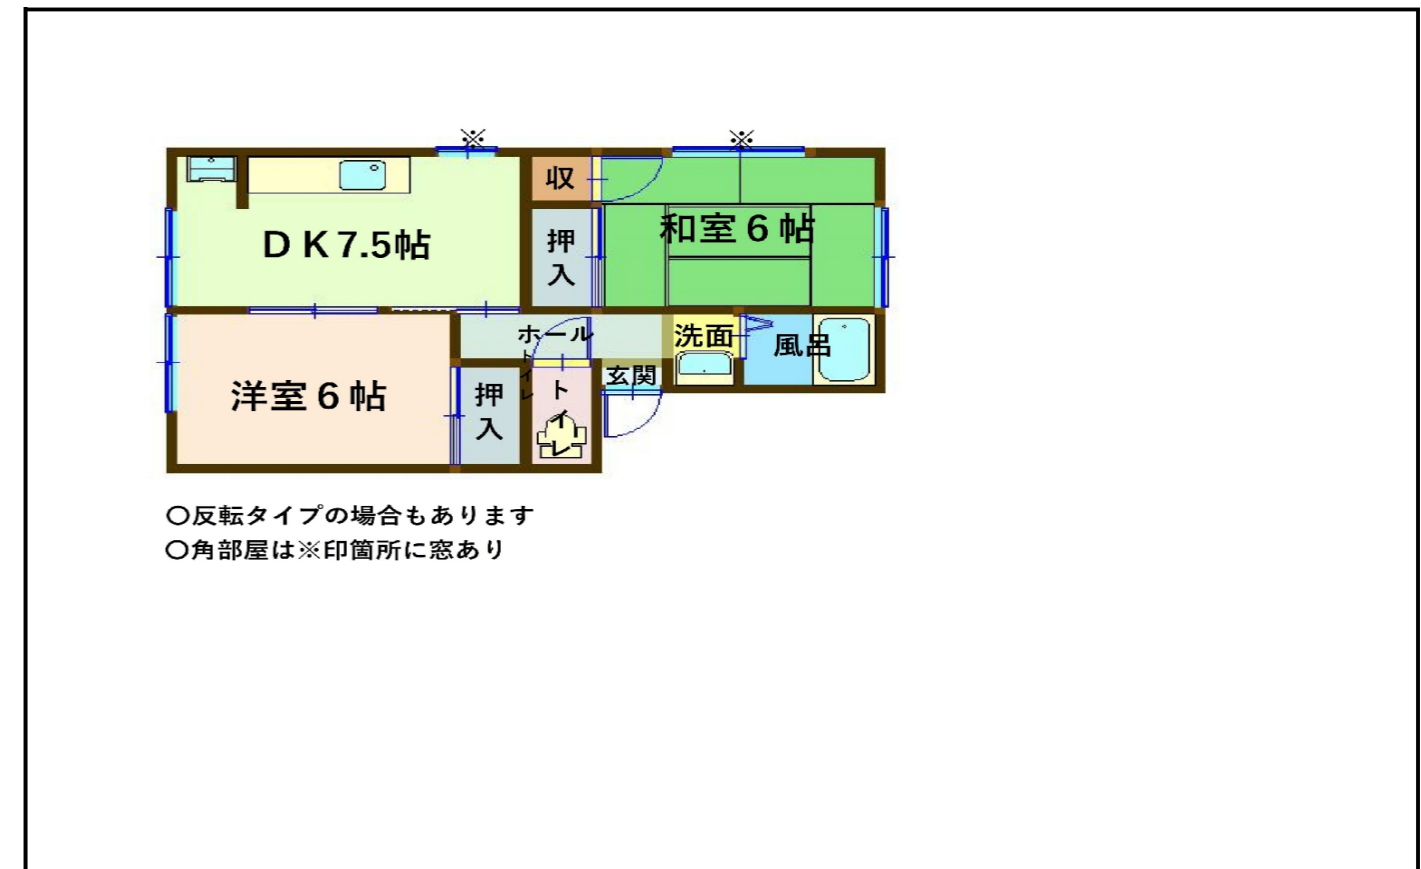 ※
※
収
和室６帖
ＤＫ7.5帖
押入
ホール
洗面
風呂
トイレ
玄関
洋室６帖
押入
トイレ
〇反転タイプの場合もあります
〇角部屋は※印箇所に窓あり